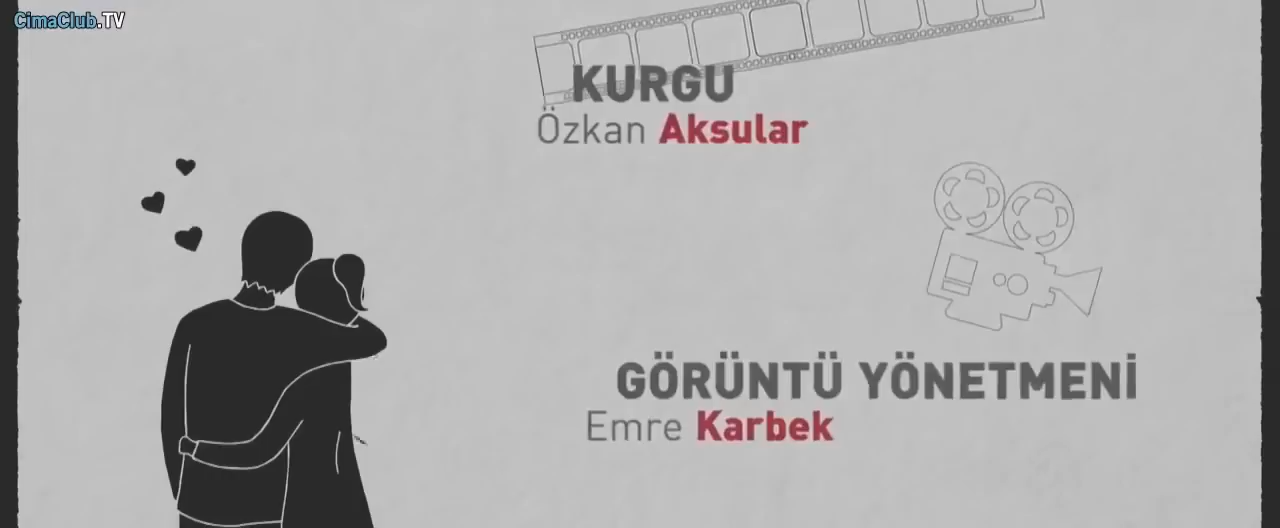 CimaClub.TV
KURGU
Özkan Aksular
GÖRÜNTÜ YÖNETMENİ
Emre Karbek